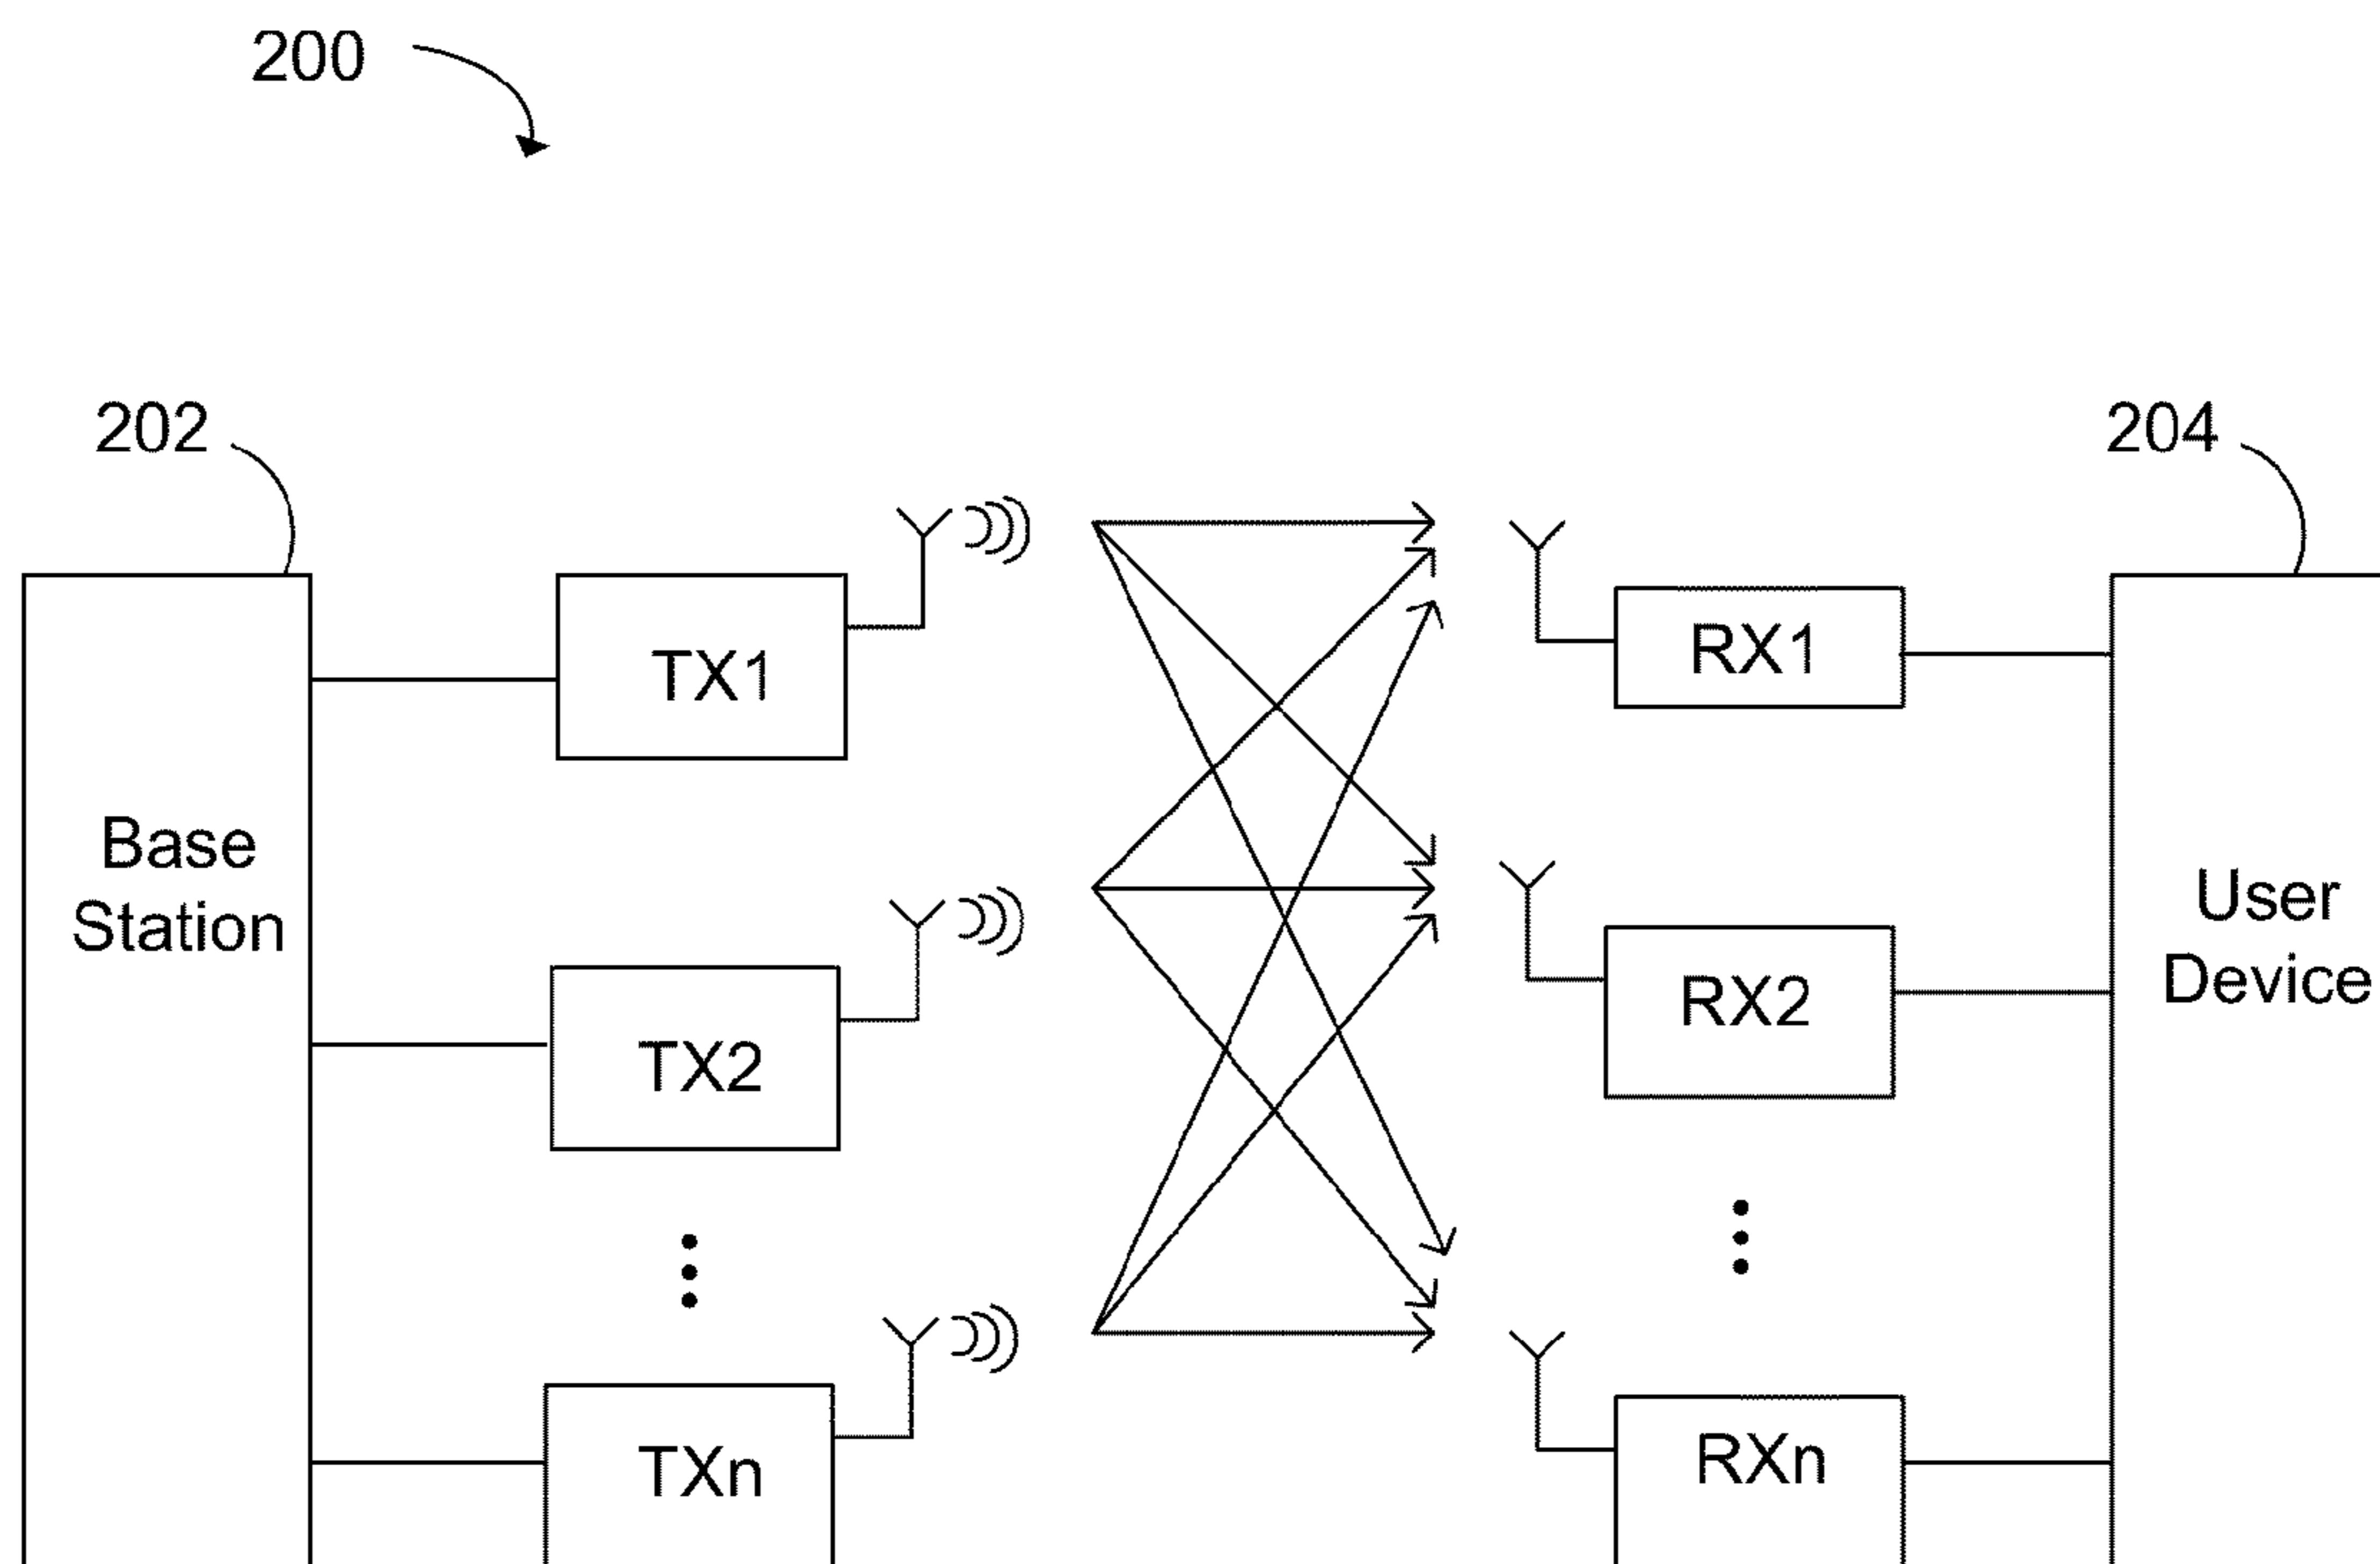 200
202
204
TX1
RX1
Base
Station
User
Device
TX2
RX2
TXn
RXn